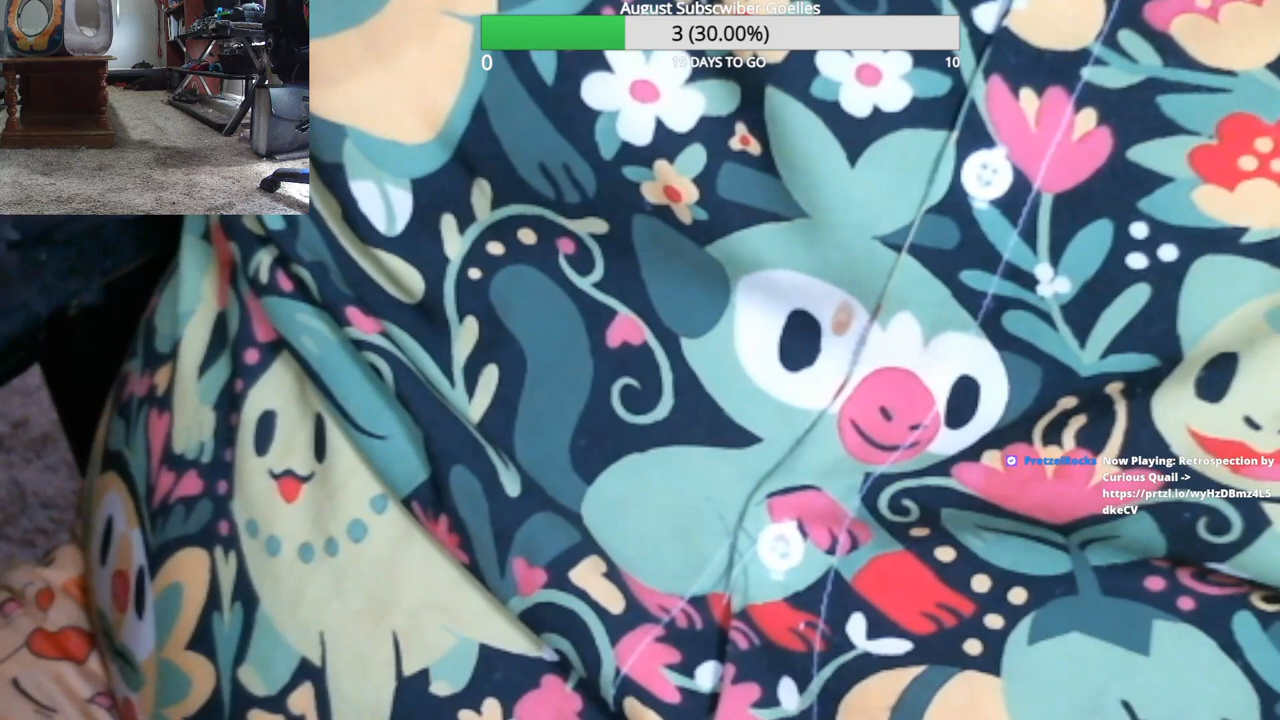 August Subscwiber Goelles
3 (30.00%)
0
19 DAYS TO GO
10
PretzelRocks Now Playing: Retrospection by
Curious Quail ->
https://prtzl.io/wyHzDBmz4L5
dkeCV